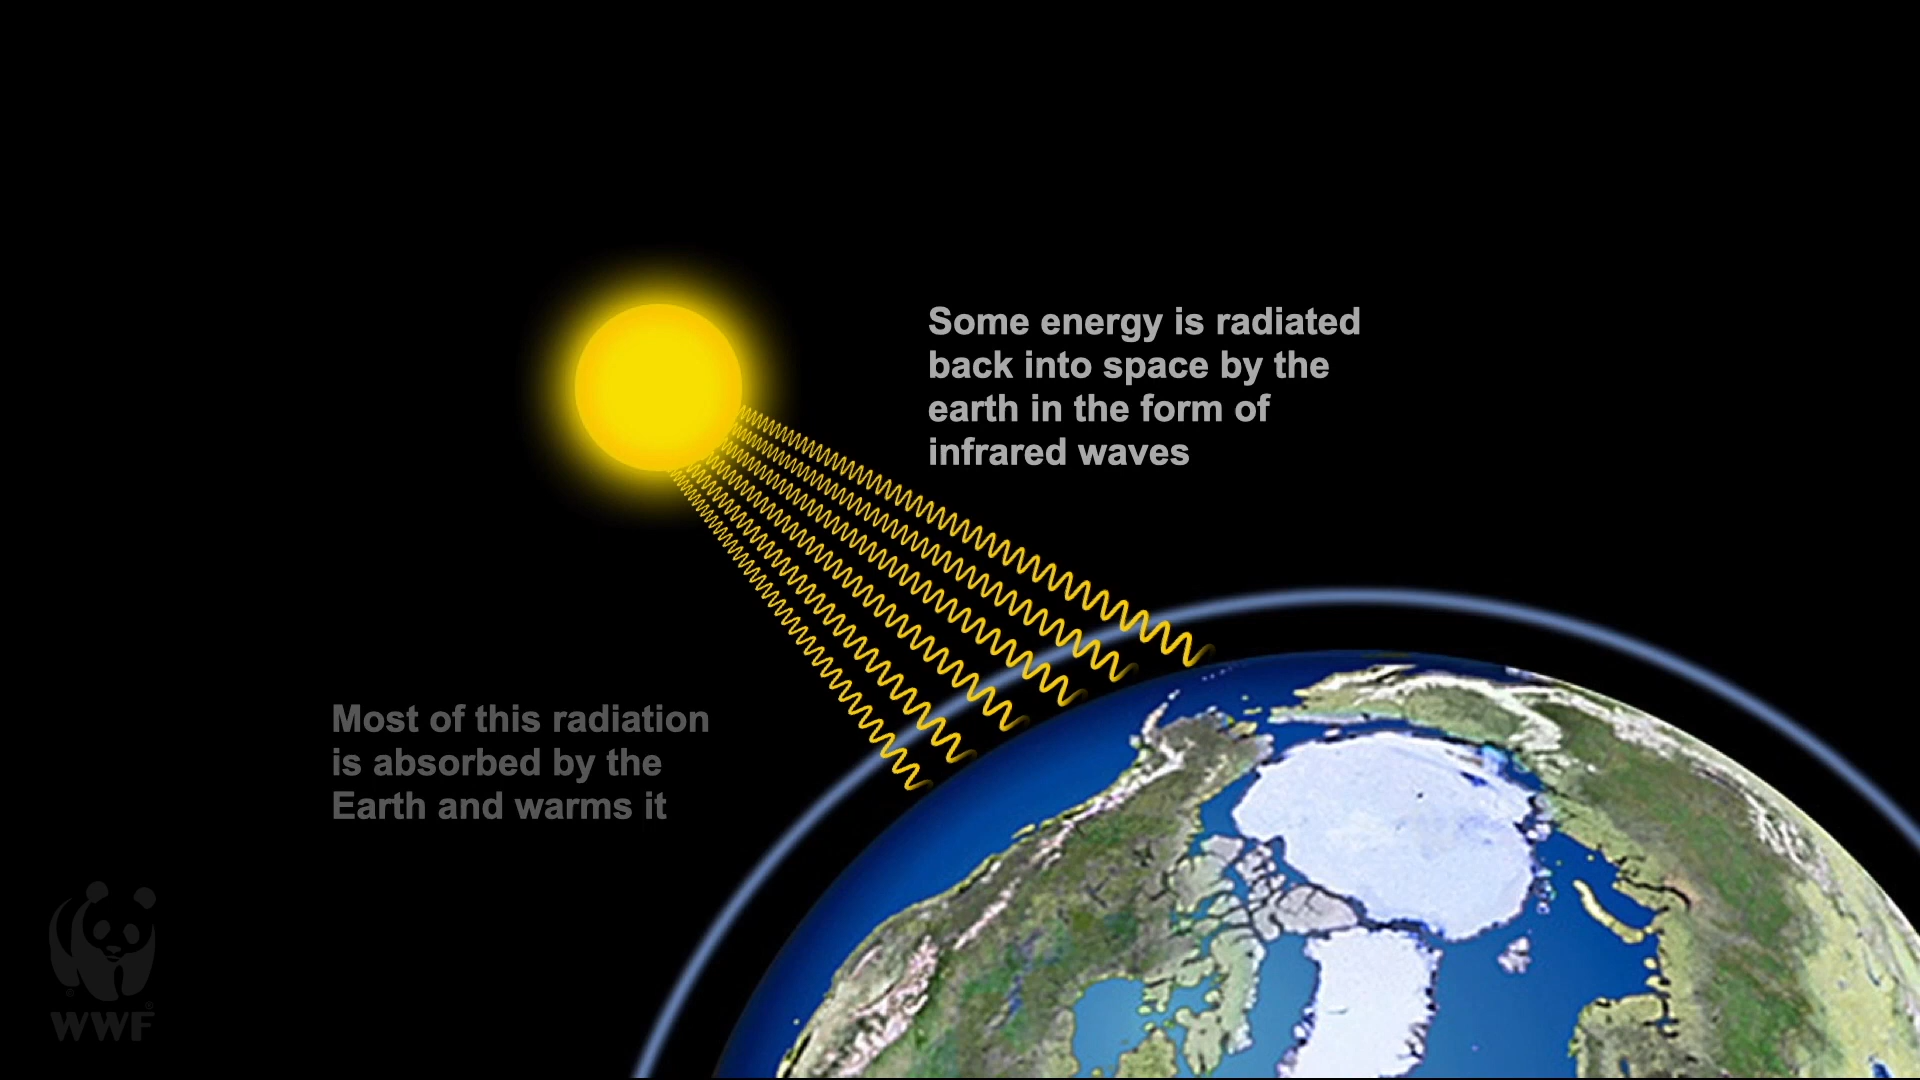 Some energy is radiated
back into space by the
earth in the form of
infrared waves
Most of this radiation
is absorbed by the
Earth and warms it
WWF